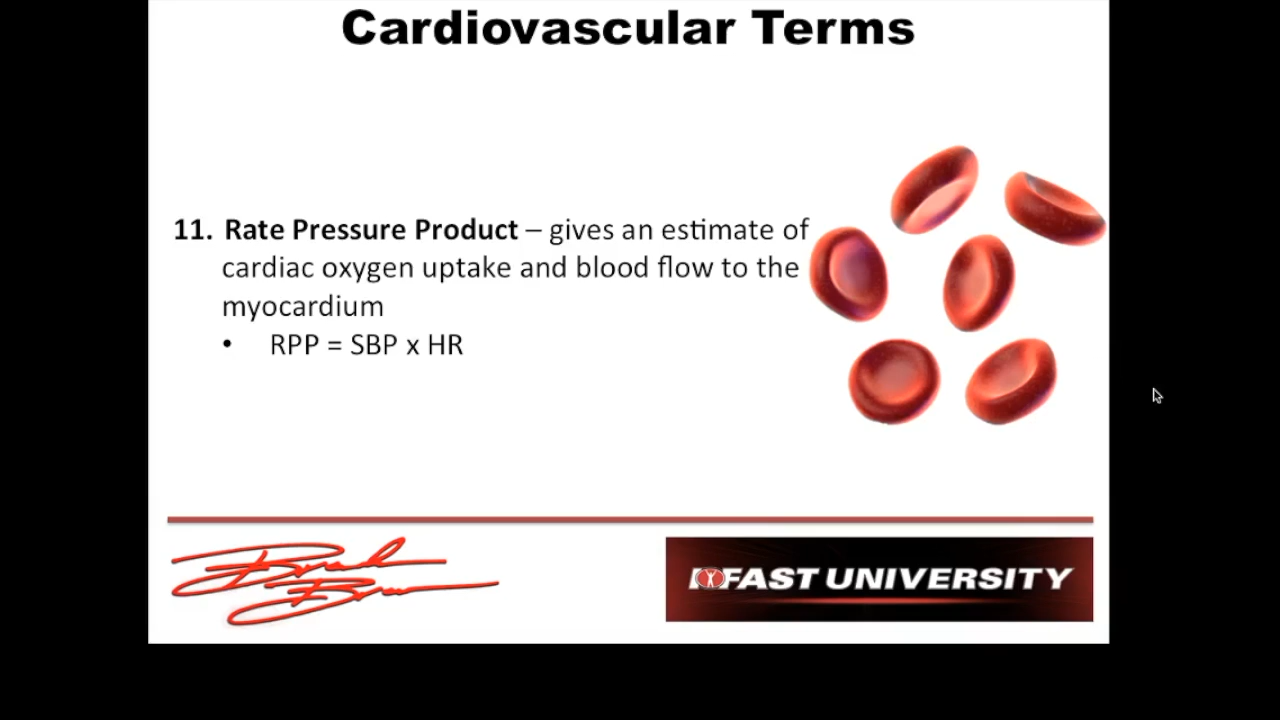 Cardiovascular Terms
11. Rate Pressure Product – gives an estimate of
cardiac oxygen uptake and blood flow to the
myocardium
• RPP = SBP x HR
FAST UNIVERSITY